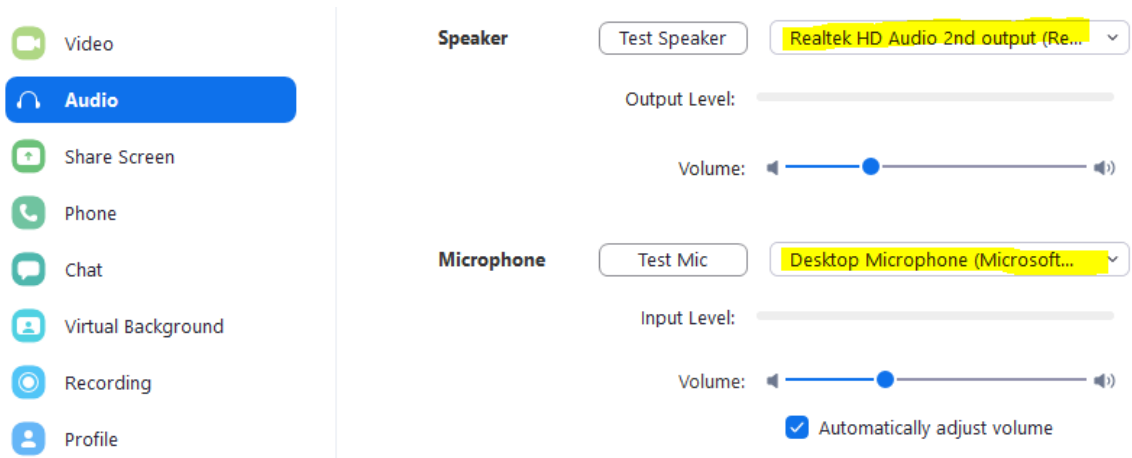 Video
Audio
Share Screen
Phone
Chat
Virtual Background
Recording
Profile
Speaker
Test Speaker
Realtek HD Audio 2nd output (Re...
Output Level:
Volume:
Microphone
Test Mic
Desktop Microphone (Microsoft...
Input Level:
Volume:
Automatically adjust volume